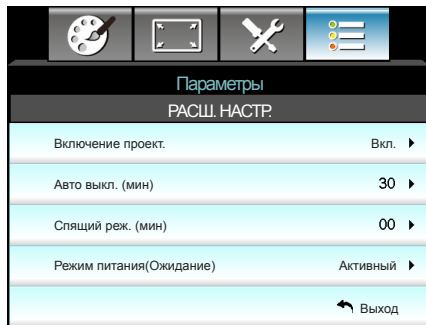 Параметры
РАСШ. НАСТР.
Включение проект. Вкл.
Авто выкл. (мин) 30
Спящий реж. (мин) 00
Режим питания(Ожидание) Активный
Выход